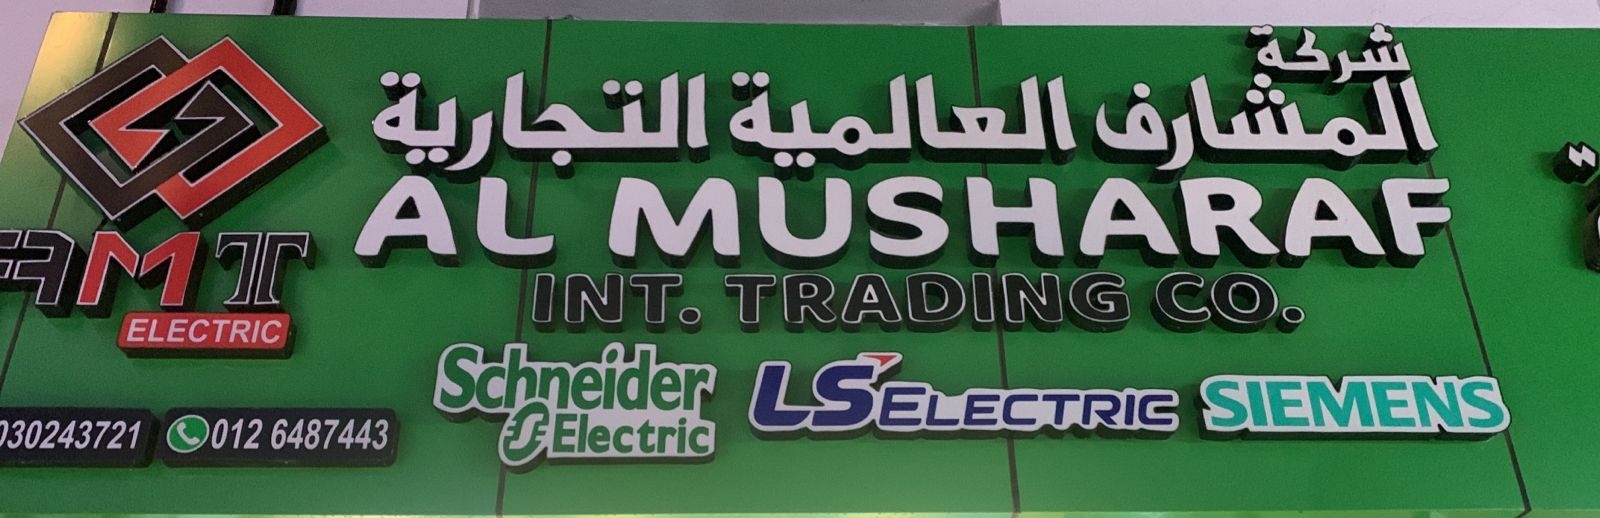 شركة
المشارف العالمية التجارية
AL MUSHARAF
INT. TRADING CO.
AMT
ELECTRIC
Schneider
Electric
LS ELECTRIC
SIEMENS
030243721
012 6487443